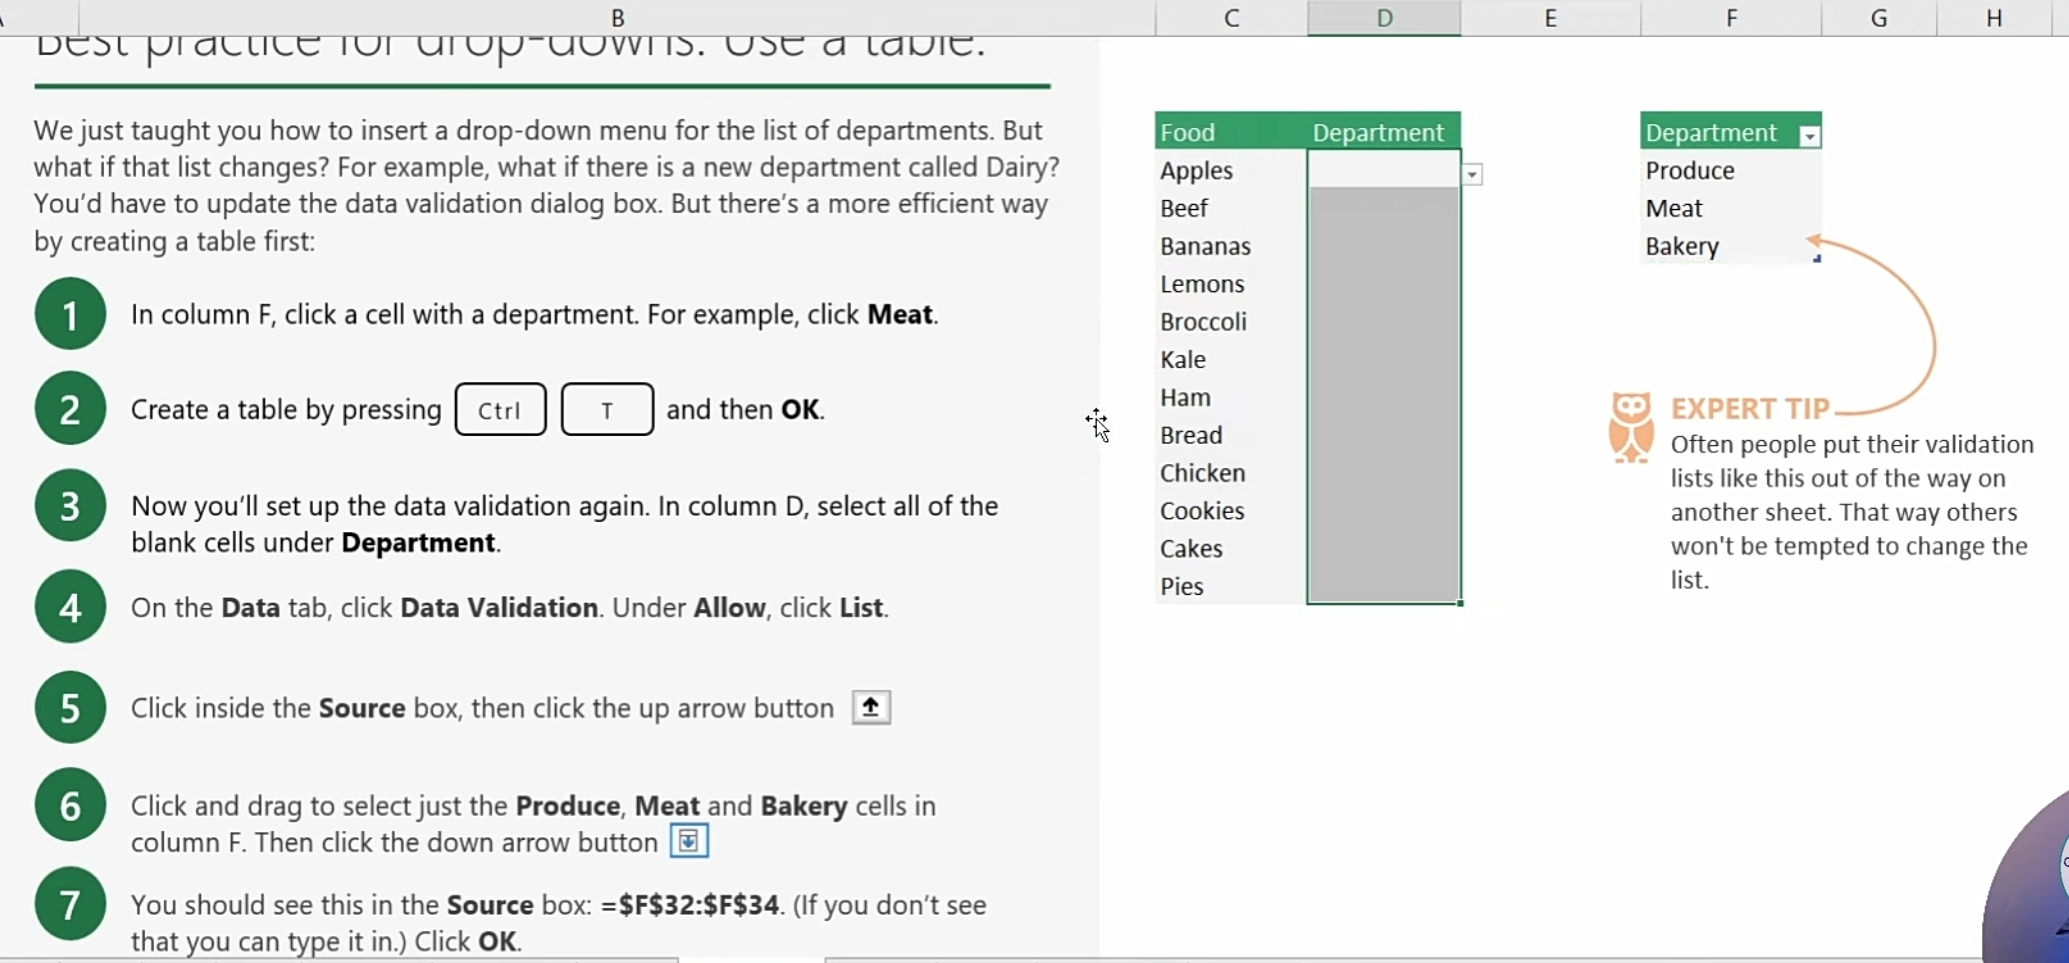 B C D E F G H
Best practice for drop-downs: Use a table.
We just taught you how to insert a drop-down menu for the list of departments. But
what if that list changes? For example, what if there is a new department called Dairy?
You'd have to update the data validation dialog box. But there's a more efficient way
by creating a table first:
1 In column F, click a cell with a department. For example, click Meat.
2 Create a table by pressing Ctrl T and then OK.
3 Now you'll set up the data validation again. In column D, select all of the
blank cells under Department.
4 On the Data tab, click Data Validation. Under Allow, click List.
5 Click inside the Source box, then click the up arrow button
6 Click and drag to select just the Produce, Meat and Bakery cells in
column F. Then click the down arrow button
7 You should see this in the Source box: =$F$32:$F$34. (If you don't see
that you can type it in.) Click OK.
Food Department
Apples
Beef
Bananas
Lemons
Broccoli
Kale
Ham
Bread
Chicken
Cookies
Cakes
Pies
Department
Produce
Meat
Bakery
EXPERT TIP
Often people put their validation
lists like this out of the way on
another sheet. That way others
won't be tempted to change the
list.